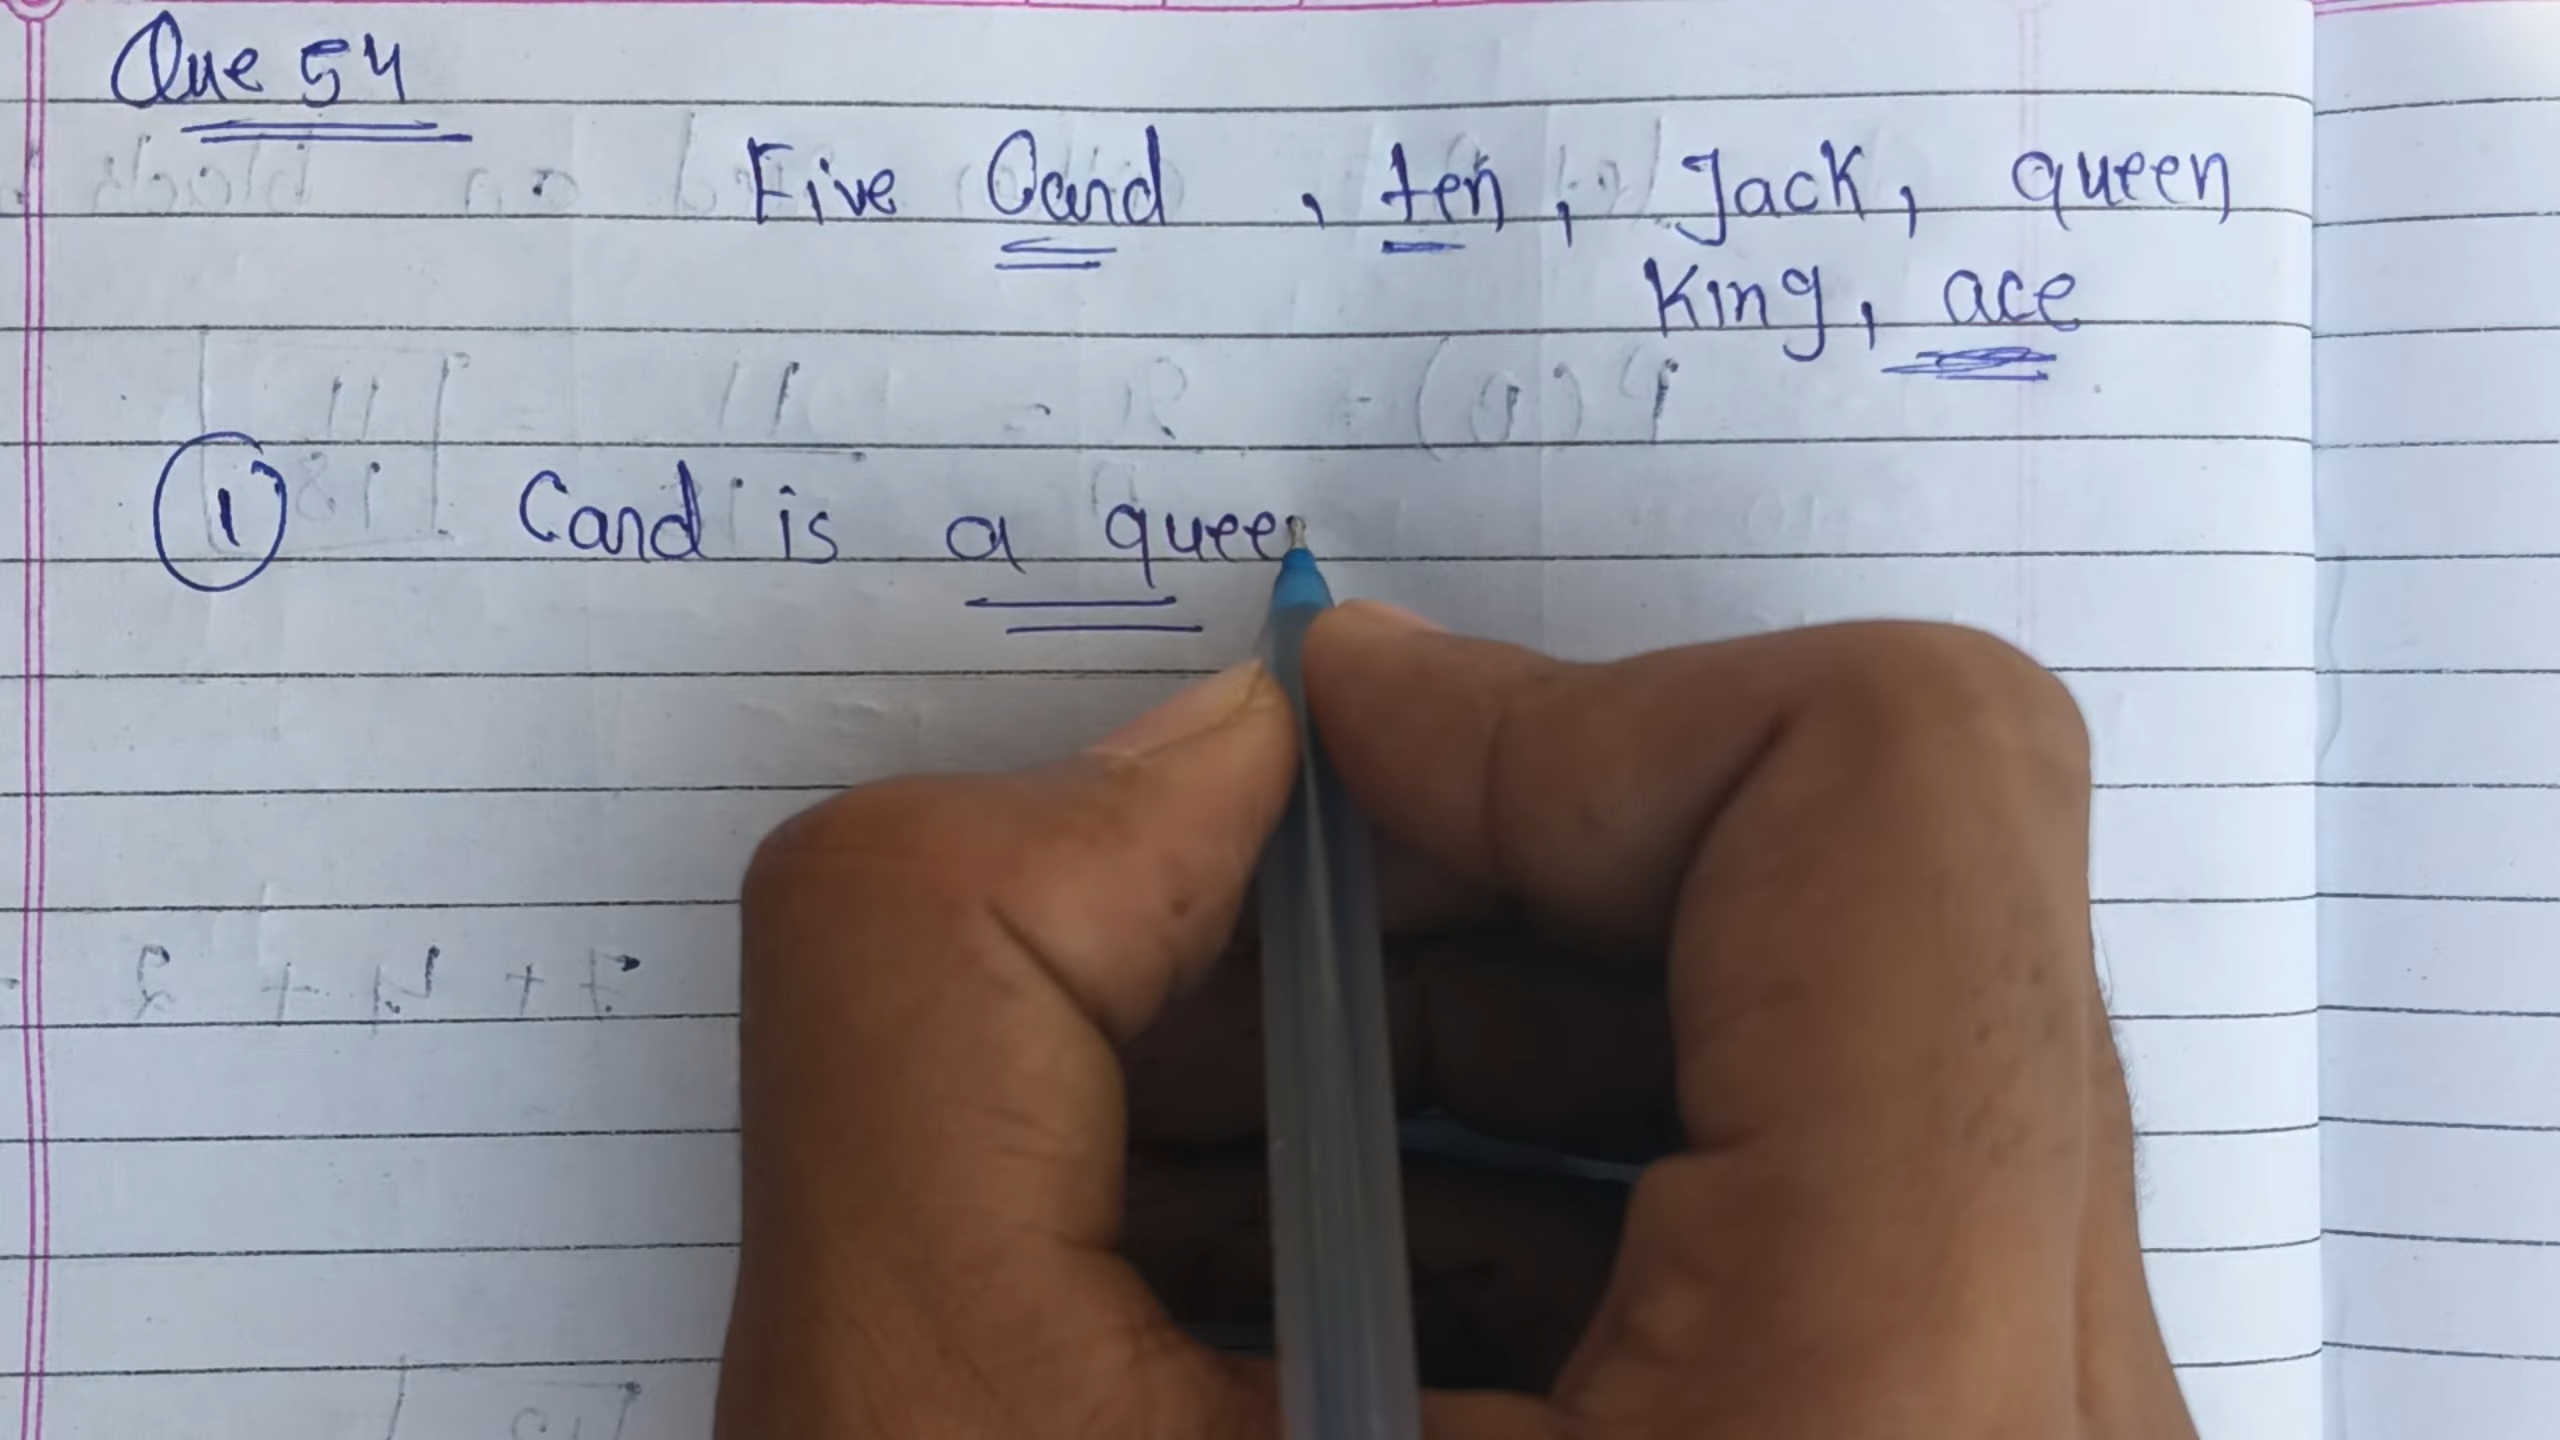 Que 54
Five Card , ten, Jack, queen
King, ace
1 Card is a quee